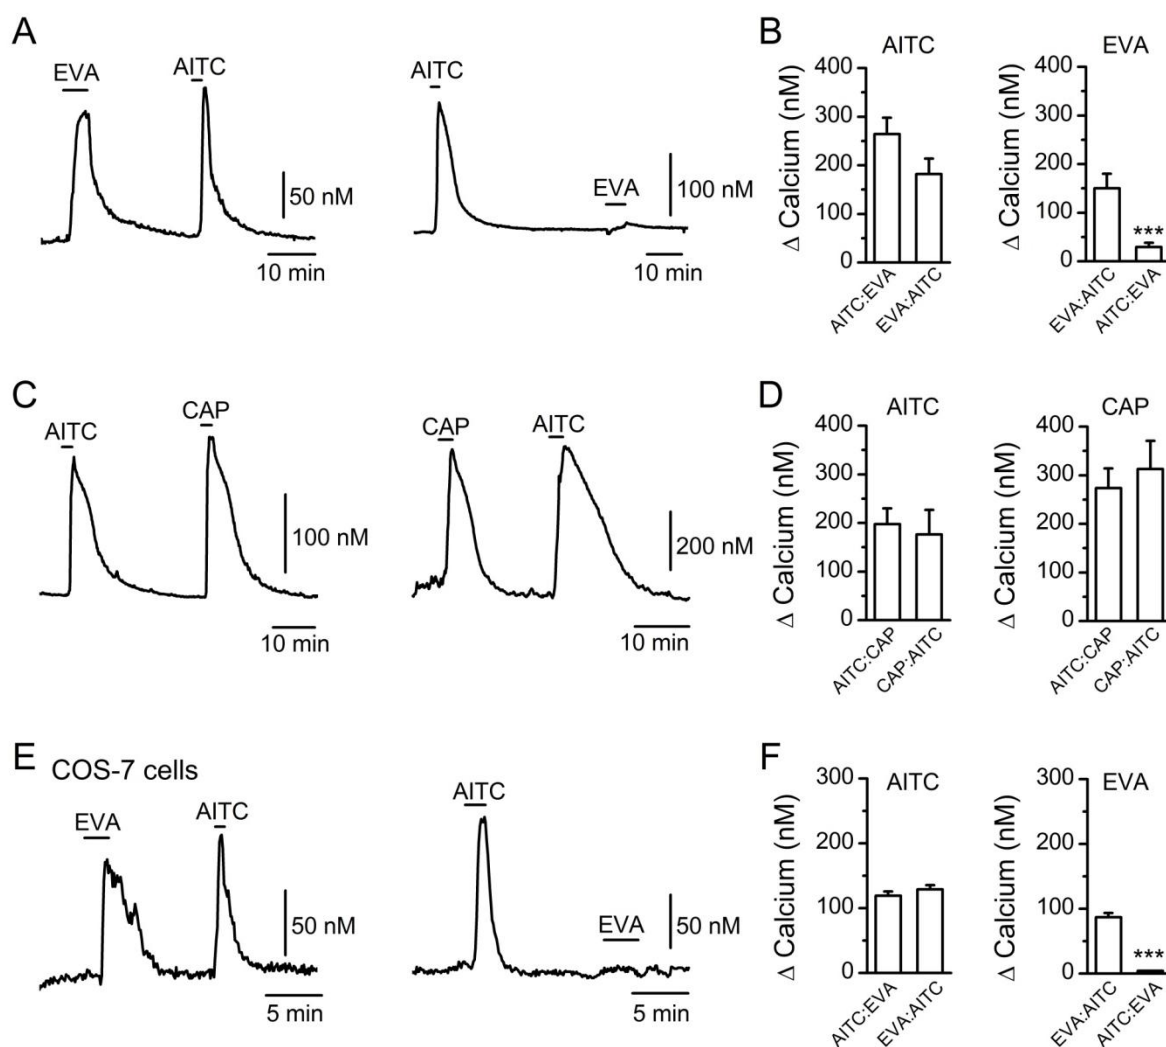 A
EVA
AITC
50 nM
10 min
AITC
EVA
100 nM
10 min
B
AITC
Δ Calcium (nM)
400
300
200
100
0
AITC:EVA
EVA:AITC
EVA
Δ Calcium (nM)
400
300
200
100
0
***
EVA:AITC
AITC:EVA
C
AITC
CAP
100 nM
10 min
CAP
AITC
200 nM
10 min
D
AITC
Δ Calcium (nM)
400
300
200
100
0
AITC:CAP
CAP:AITC
CAP
Δ Calcium (nM)
400
300
200
100
0
AITC:CAP
CAP:AITC
E
COS-7 cells
EVA
AITC
50 nM
5 min
AITC
EVA
50 nM
5 min
F
AITC
Δ Calcium (nM)
300
200
100
0
AITC:EVA
EVA:AITC
EVA
Δ Calcium (nM)
300
200
100
0
***
EVA:AITC
AITC:EVA